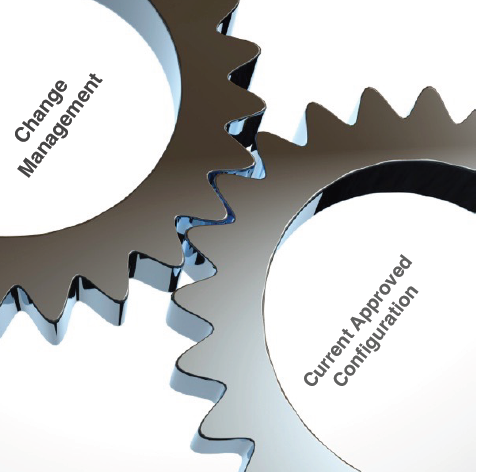 Change
Management
Current Approved
Configuration